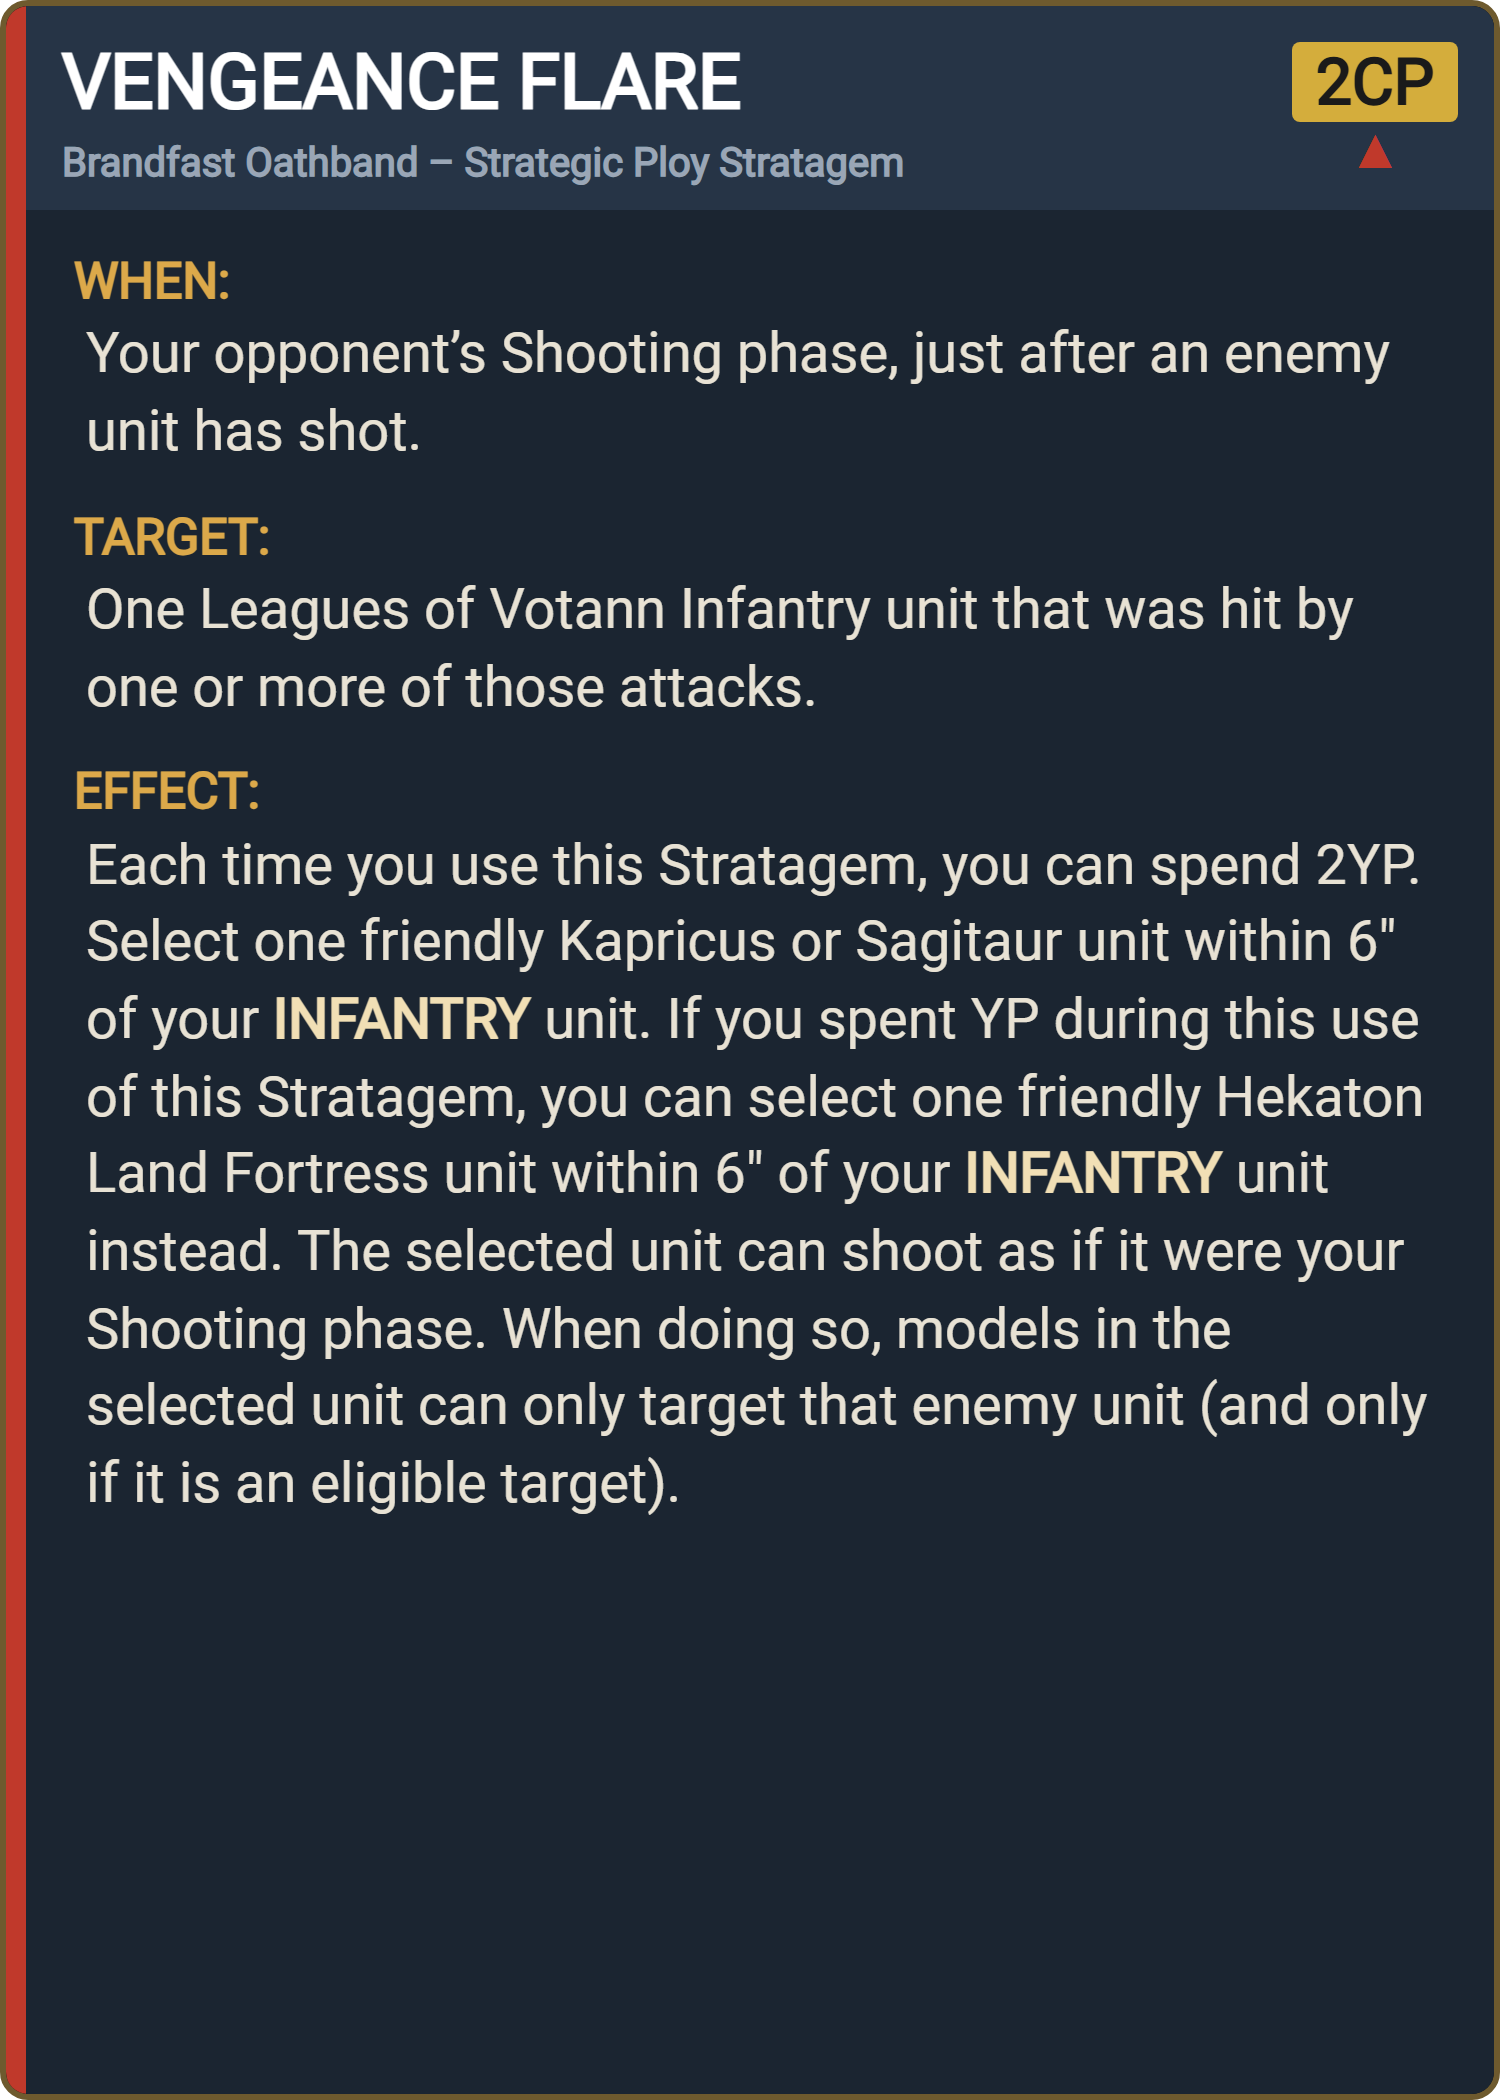 VENGEANCE FLARE
2CP
Brandfast Oathband – Strategic Ploy Stratagem
WHEN:
Your opponent’s Shooting phase, just after an enemy
unit has shot.
TARGET:
One Leagues of Votann Infantry unit that was hit by
one or more of those attacks.
EFFECT:
Each time you use this Stratagem, you can spend 2YP.
Select one friendly Kapricus or Sagitaur unit within 6"
of your INFANTRY unit. If you spent YP during this use
of this Stratagem, you can select one friendly Hekaton
Land Fortress unit within 6" of your INFANTRY unit
instead. The selected unit can shoot as if it were your
Shooting phase. When doing so, models in the
selected unit can only target that enemy unit (and only
if it is an eligible target).